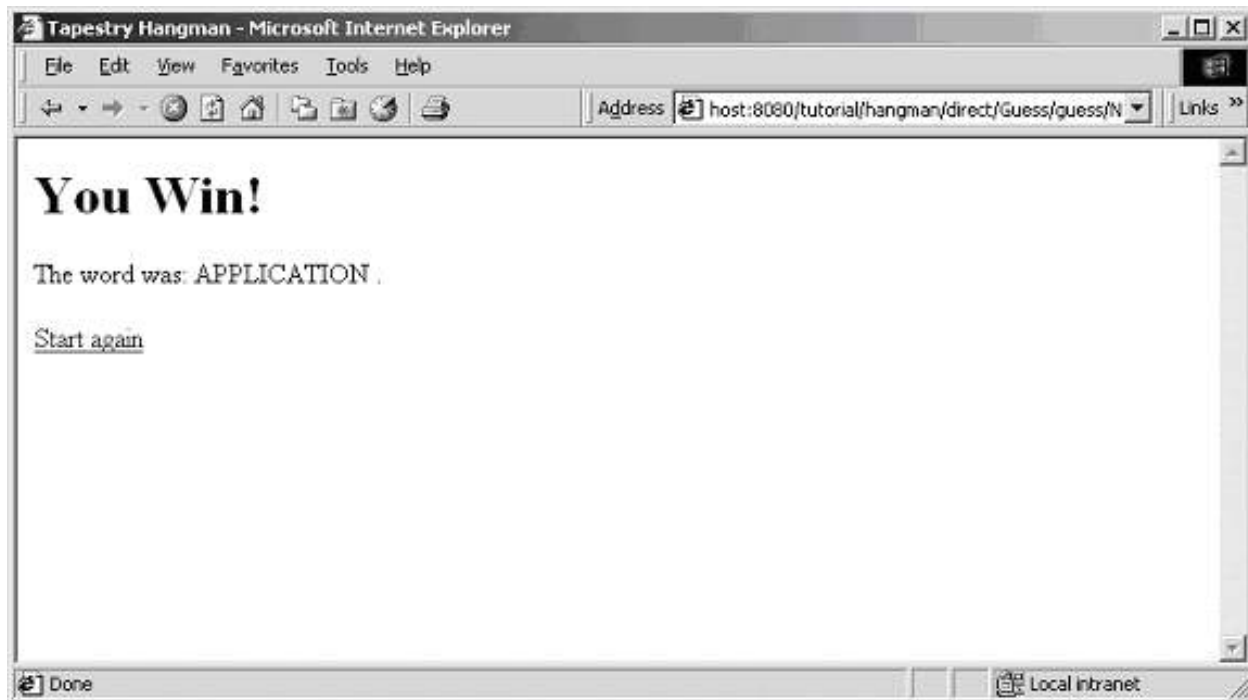 Tapestry Hangman - Microsoft Internet Explorer
File Edit View Favorites Tools Help
Address host:8080/tutorial/hangman/direct/Guess/guess/N Links »
You Win!
The word was: APPLICATION .
Start again
Done Local intranet